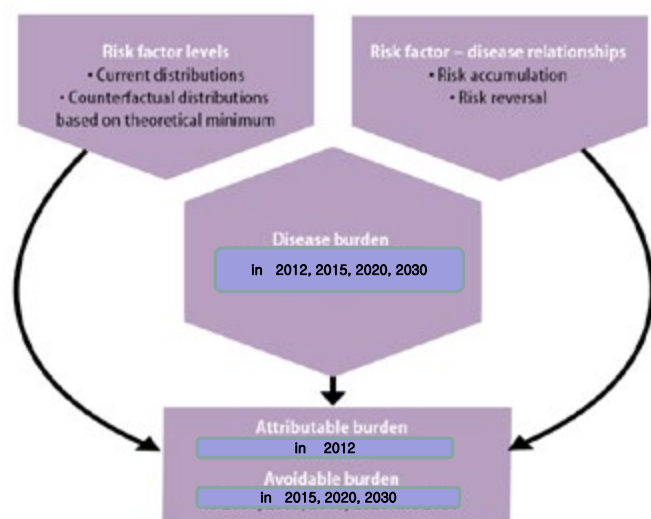 Risk factor levels
• Current distributions
• Counterfactual distributions
based on theoretical minimum
Risk factor – disease relationships
• Risk accumulation
• Risk reversal
Disease burden
in 2012, 2015, 2020, 2030
Attributable burden
in 2012
Avoidable burden
in 2015, 2020, 2030